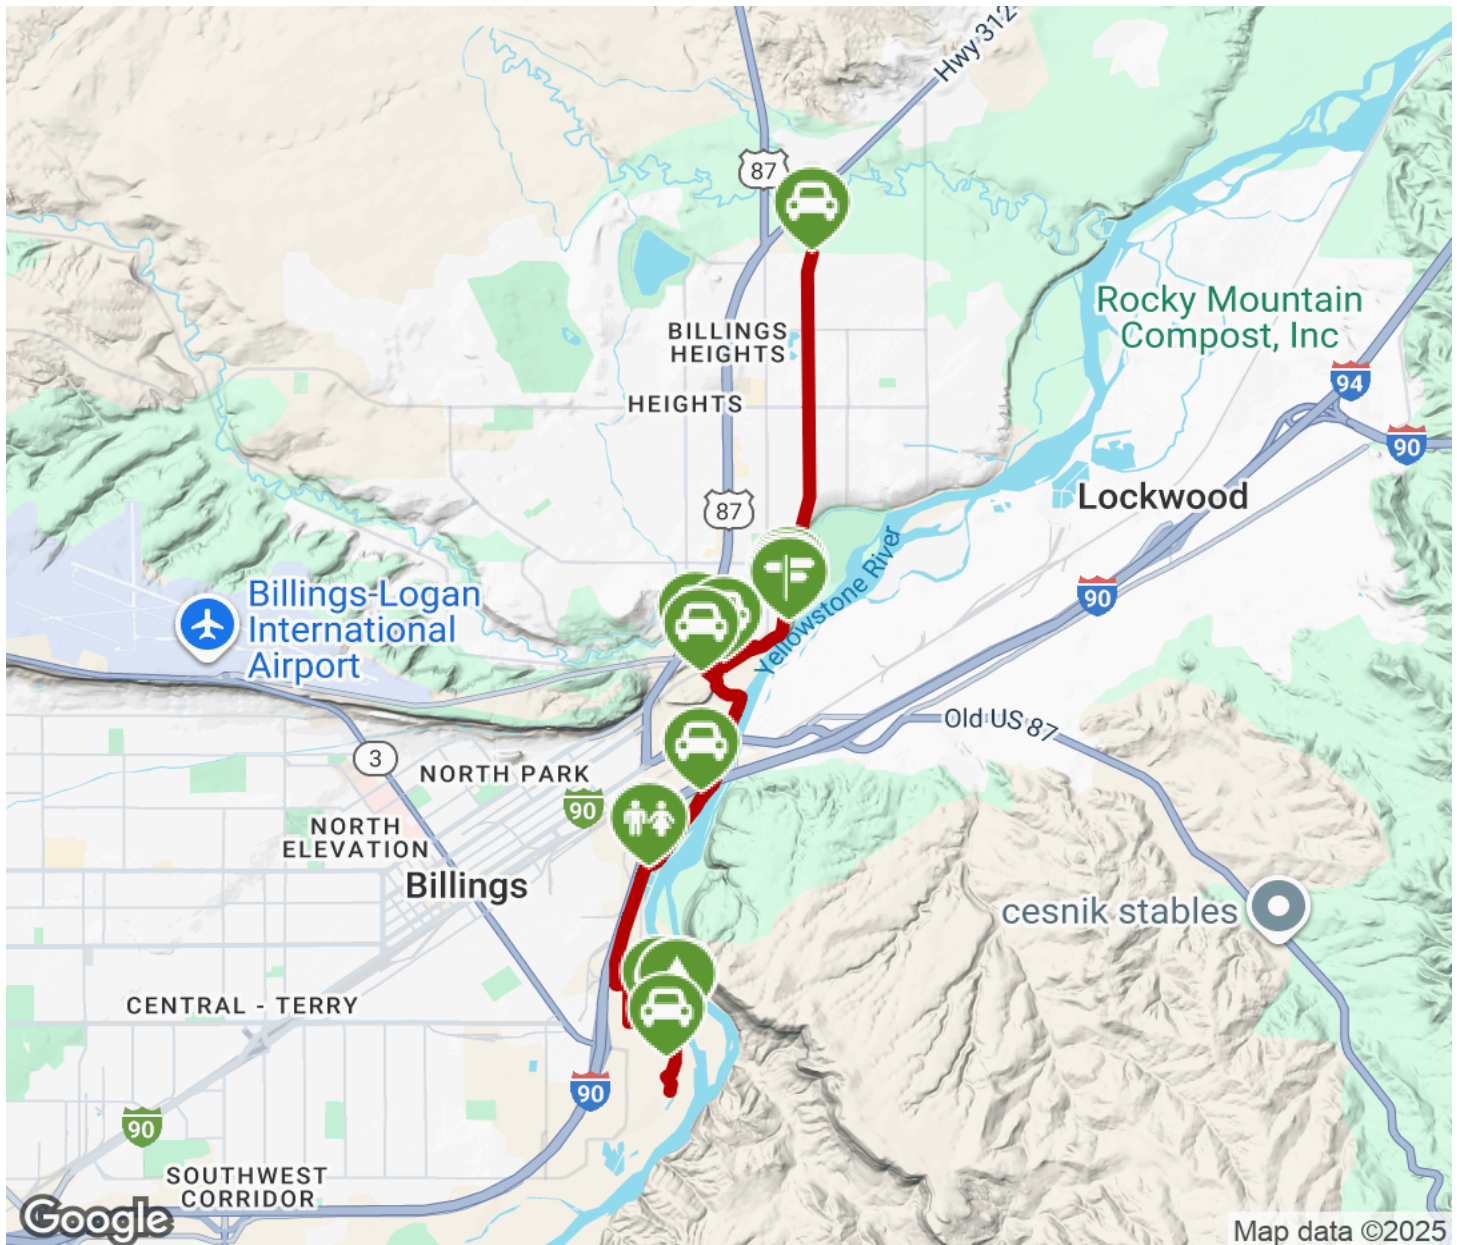 Hwy 312
87
BILLINGS
HEIGHTS
Rocky Mountain
Compost, Inc
94
HEIGHTS
90
Lockwood
87
Yellowstone River
90
Billings-Logan
International
Airport
Old US 87
3
NORTH PARK
90
NORTH
ELEVATION
Billings
cesnik stables
CENTRAL - TERRY
90
90
SOUTHWEST
CORRIDOR
Google
Map data ©2025